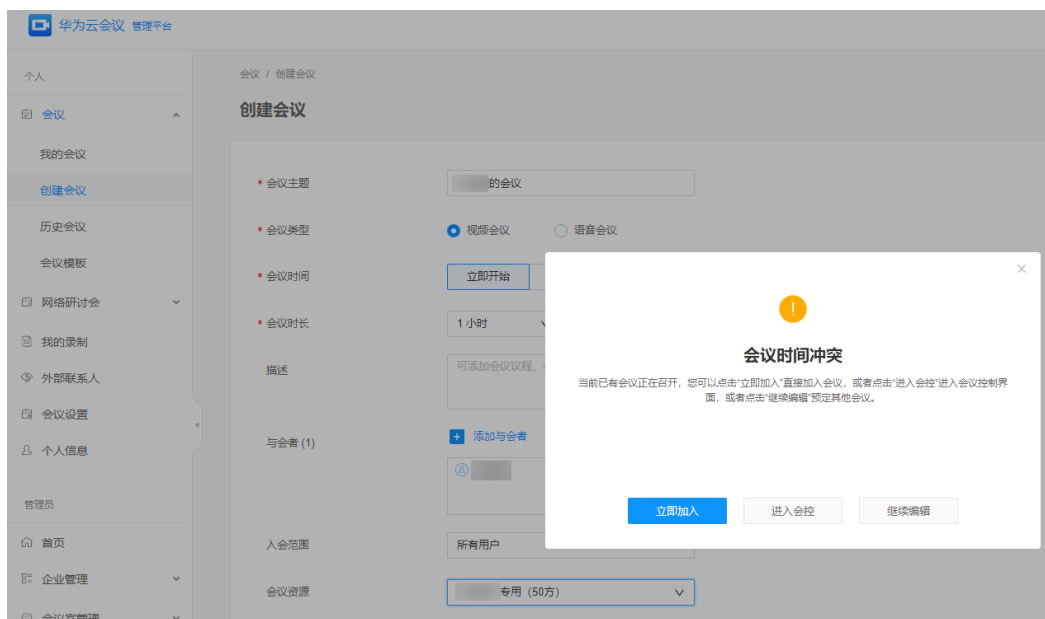 华为云会议 管理平台
个人
会议
我的会议
创建会议
历史会议
会议模板
网络研讨会
我的录制
外部联系人
会议设置
个人信息
管理员
首页
企业管理
会议室管理
会议 / 创建会议
创建会议
* 会议主题
的会议
* 会议类型
视频会议 语音会议
* 会议时间
立即开始
* 会议时长
1 小时
描述
可添加会议议程、
与会者 (1)
添加与会者
入会范围
所有用户
会议资源
专用（50方）
会议时间冲突
当前已有会议正在召开，您可以点击“立即加入”直接加入会议，或者点击“进入会控”进入会议控制界
面，或者点击“继续编辑”预定其他会议。
立即加入 进入会控 继续编辑